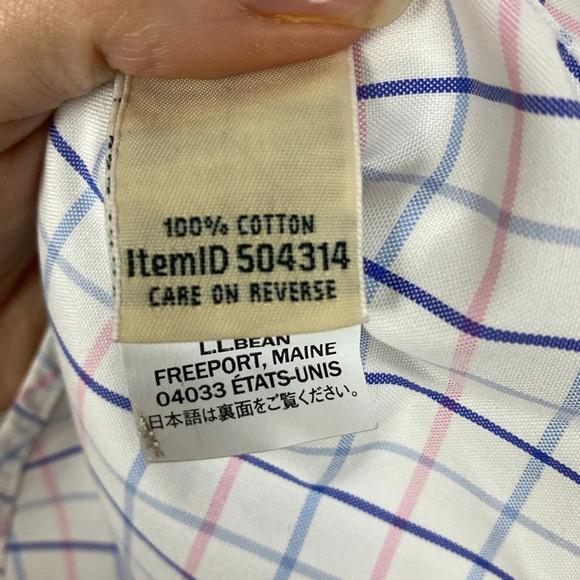 100% COTTON
ItemID 504314
CARE ON REVERSE
L.L.BEAN
FREEPORT, MAINE
04033 ÉTATS-UNIS
日本語は裏面をご覧ください。